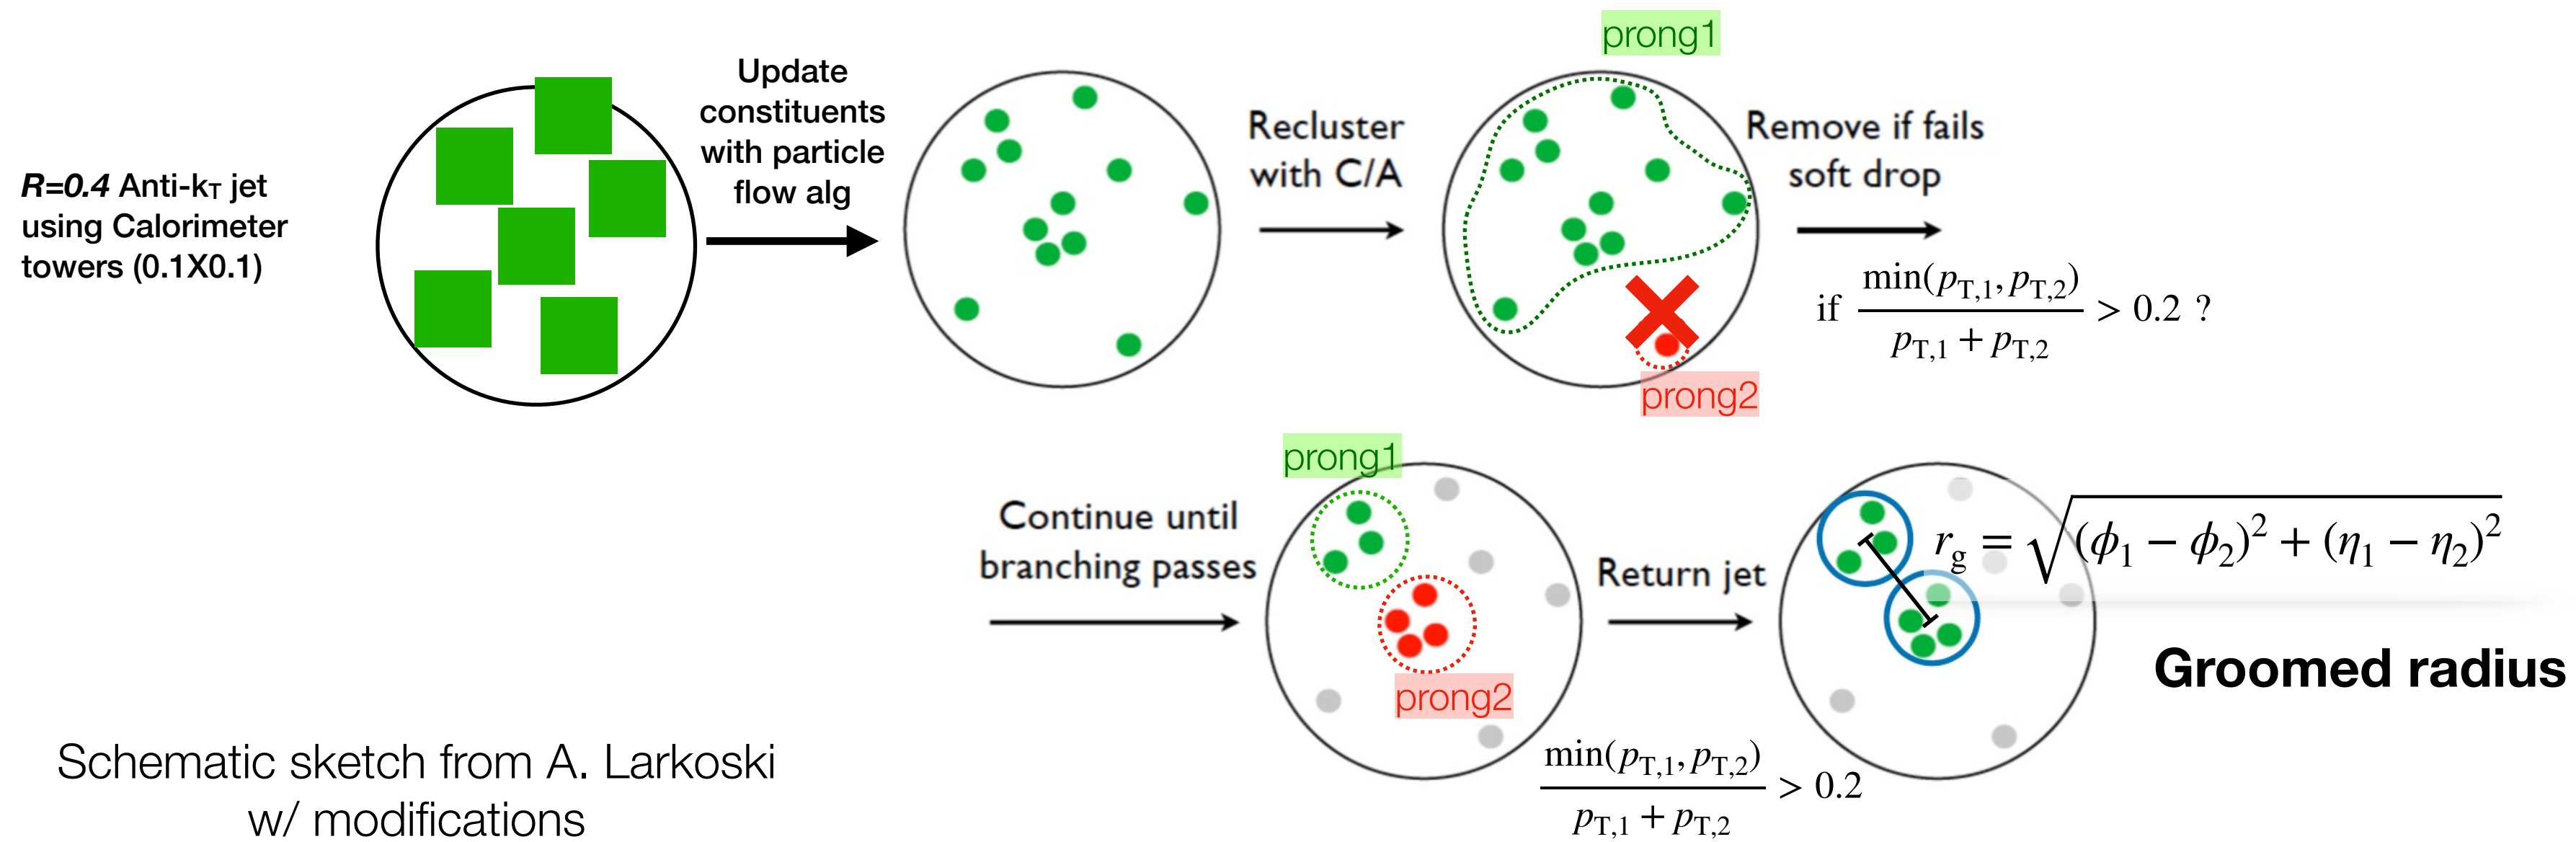 R=0.4 Anti-kT jet
using Calorimeter
towers (0.1X0.1)
Update
constituents
with particle
flow alg
Recluster
with C/A
prong1
prong2
Remove if fails
soft drop
if min(pT,1, pT,2) / pT,1 + pT,2 > 0.2 ?
Continue until
branching passes
prong1
prong2
min(pT,1, pT,2) / pT,1 + pT,2 > 0.2
Return jet
rg = √(ϕ1 − ϕ2)² + (η1 − η2)²
Groomed radius
Schematic sketch from A. Larkoski
w/ modifications